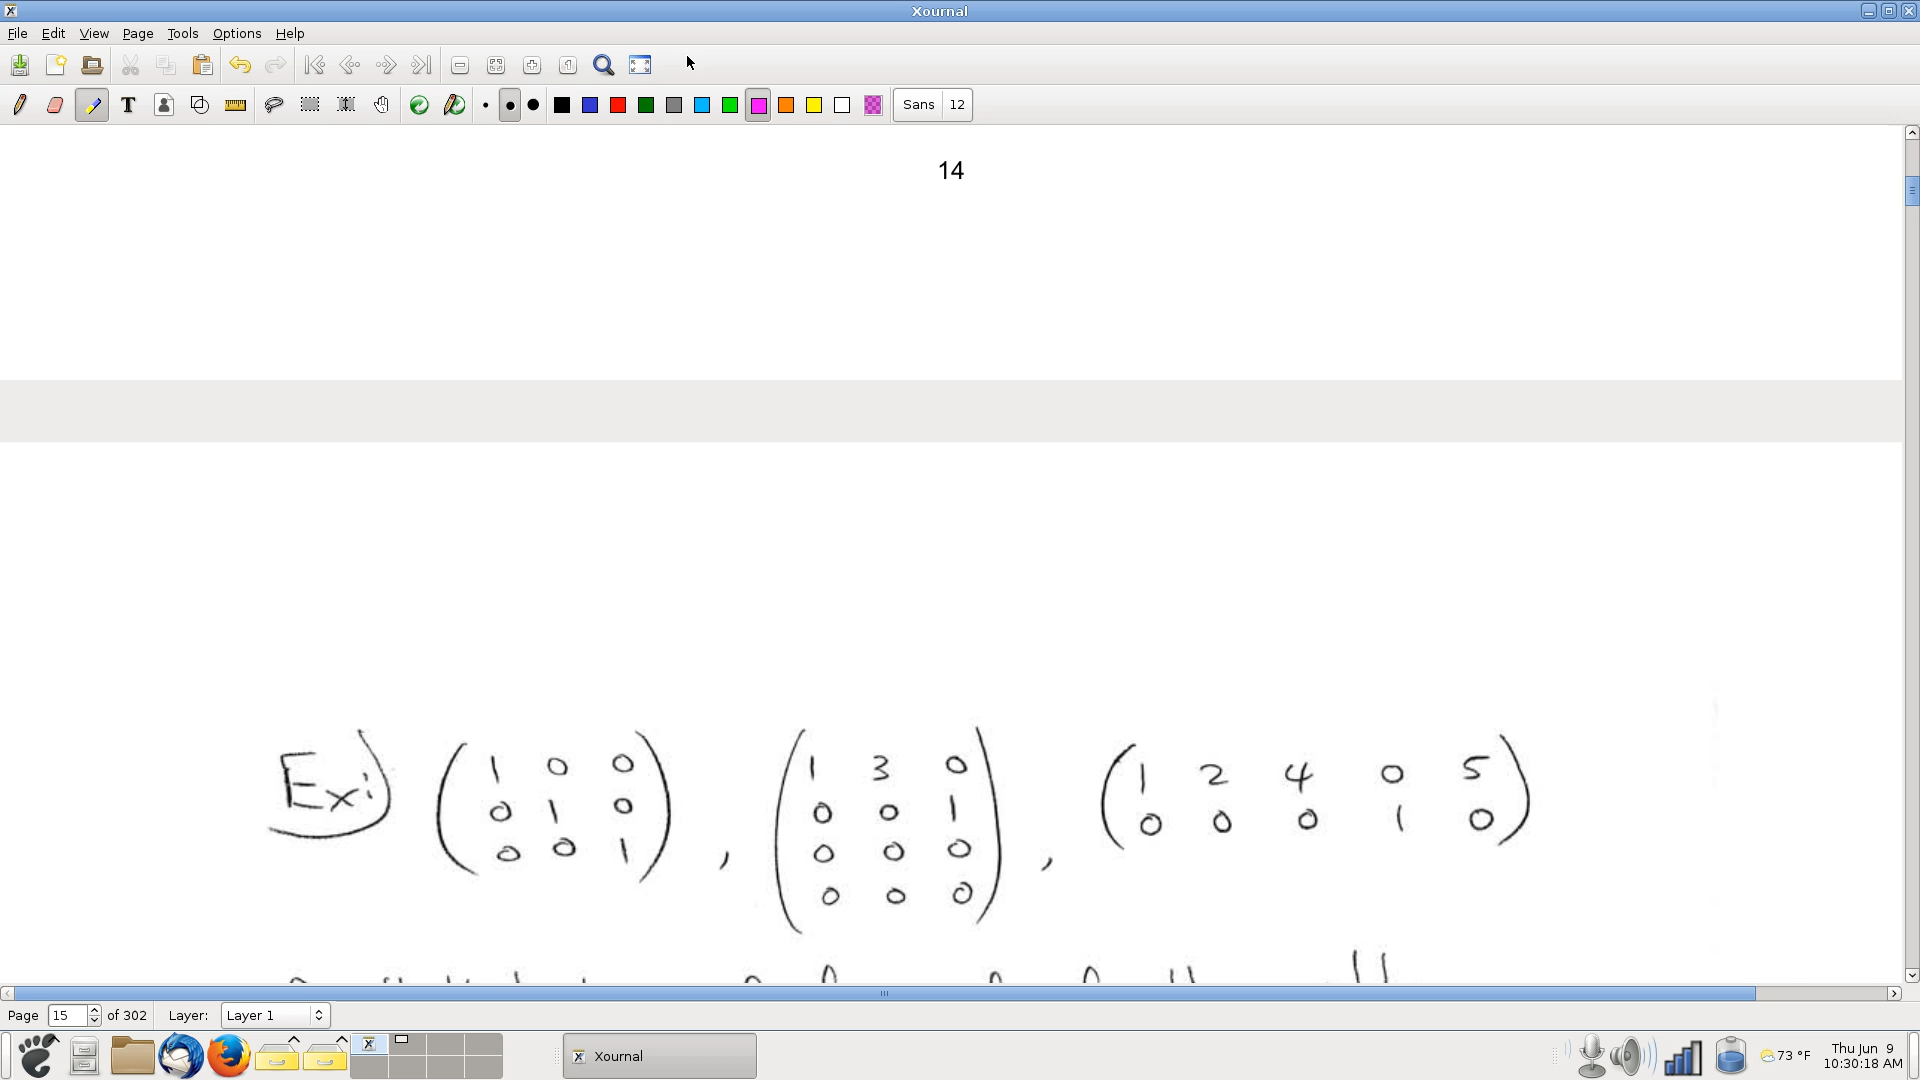 Xournal
File Edit View Page Tools Options Help
Sans 12
14
Ex:
1 0 0
0 1 0
0 0 1
,
1 3 0
0 0 1
0 0 0
0 0 0
,
1 2 4 0 5
0 0 0 1 0
Page 15 of 302 Layer: Layer 1
Xournal
73 °F
Thu Jun 9
10:30:18 AM